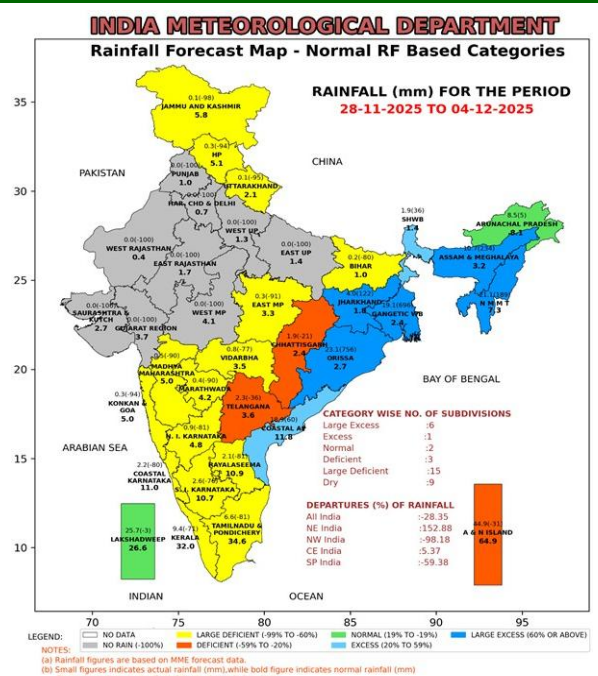 INDIA METEOROLOGICAL DEPARTMENT
Rainfall Forecast Map - Normal RF Based Categories
RAINFALL (mm) FOR THE PERIOD
28-11-2025 TO 04-12-2025
0.1(-98)
JAMMU AND KASHMIR
5.8
0.3(-94)
HP
5.1
CHINA
PAKISTAN
0.0(-100)
PUNJAB
1.0
0.1(-95)
UTTARAKHAND
2.1
0.0(-100)
HAR. CHD & DELHI
0.7
0.0(-100)
WEST RAJASTHAN
0.4
0.0(-100)
EAST RAJASTHAN
1.7
0.0(-100)
WEST UP
1.3
0.0(-100)
EAST UP
1.4
1.9(36)
SHWB
1.4
8.5(5)
ARUNACHAL PRADESH
8.1
ASSAM & MEGHALAYA
3.2
N M M T
0.2(-80)
BIHAR
1.0
JHARKHAND
1.8
GANGETIC WB
2.4
0.0(-100)
SAURASHTRA &
KUTCH
2.7
0.0(-100)
GUJARAT REGION
3.7
0.0(-100)
WEST MP
4.1
0.3(-91)
EAST MP
3.3
1.9(-21)
CHHATTISGARH
2.4
23.1(756)
ORISSA
2.7
MADHYA
MAHARASHTRA
5.0
0.8(-77)
VIDARBHA
3.5
0.4(-90)
MARATHWADA
4.2
0.3(-94)
KONKAN &
GOA
5.0
2.3(-36)
TELANGANA
3.6
COASTAL AP
11.8
BAY OF BENGAL
ARABIAN SEA
0.9(-81)
N. I. KARNATAKA
4.8
2.1(-81)
RAYALASEEMA
10.9
2.2(-80)
COASTAL
KARNATAKA
11.0
S. I. KARNATAKA
10.7
6.6(-81)
TAMILNADU &
PONDICHERY
34.6
9.4(-71)
KERALA
32.0
25.7(-3)
LAKSHADWEEP
26.6
44.9(-31)
A & N ISLAND
64.9
CATEGORY WISE NO. OF SUBDIVISIONS
Large Excess :6
Excess :1
Normal :2
Deficient :3
Large Deficient :15
Dry :9
DEPARTURES (%) OF RAINFALL
All India :-28.35
NE India :152.88
NW India :-98.18
CE India :5.37
SP India :-59.38
INDIAN OCEAN
35
30
25
20
15
10
70 75 80 85 90 95
LEGEND:
NO DATA
NO RAIN (-100%)
LARGE DEFICIENT (-99% TO -60%)
DEFICIENT (-59% TO -20%)
NORMAL (19% TO -19%)
EXCESS (20% TO 59%)
LARGE EXCESS (60% OR ABOVE)
NOTES:
(a) Rainfall figures are based on MME forecast data.
(b) Small figures indicates actual rainfall (mm),while bold figure indicates normal rainfall (mm)